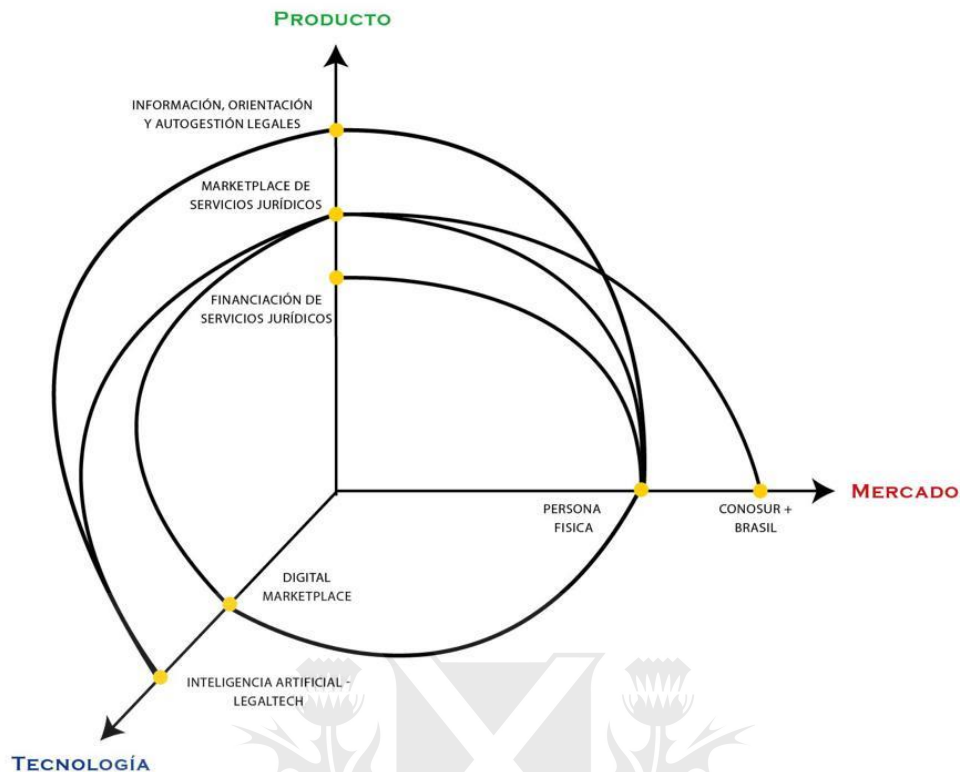 PRODUCTO
INFORMACIÓN, ORIENTACIÓN
Y AUTOGESTIÓN LEGALES
MARKETPLACE DE
SERVICIOS JURÍDICOS
FINANCIACIÓN DE
SERVICIOS JURÍDICOS
MERCADO
PERSONA
FISICA
CONOSUR +
BRASIL
DIGITAL
MARKETPLACE
INTELIGENCIA ARTIFICIAL -
LEGALTECH
TECNOLOGÍA